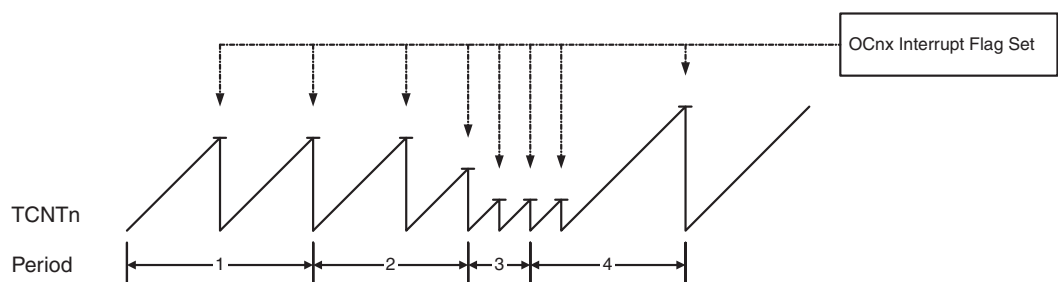 OCnx Interrupt Flag Set
TCNTn
Period
1
2
3
4